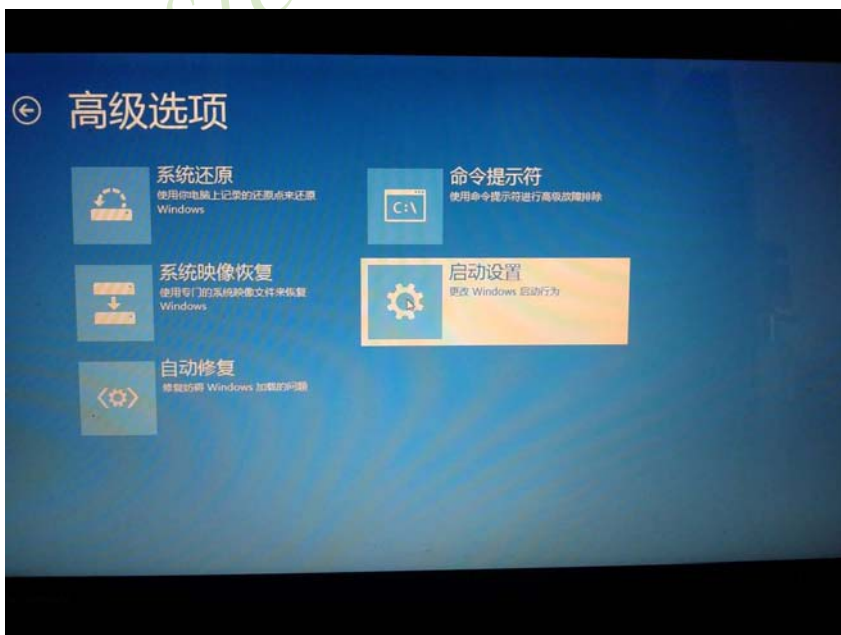 高级选项
系统还原
使用你电脑上记录的还原点来还原
Windows
命令提示符
使用命令提示符进行高级故障排除
C:\
系统映像恢复
使用专门的系统映像文件来恢复
Windows
启动设置
更改 Windows 启动行为
自动修复
修复妨碍 Windows 加载的问题